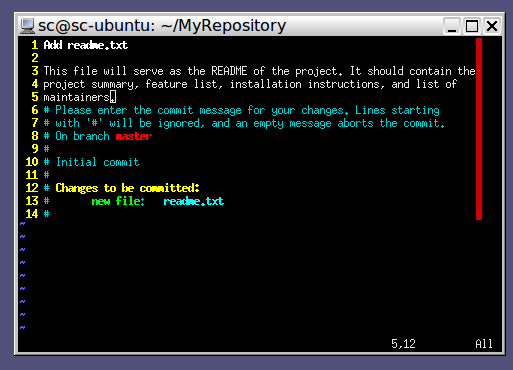 sc@sc-ubuntu: ~/MyRepository
1 Add readme.txt
2
3 This file will serve as the README of the project. It should contain the
4 project summary, feature list, installation instructions, and list of
5 maintainers.
6 # Please enter the commit message for your changes. Lines starting
7 # with '#' will be ignored, and an empty message aborts the commit.
8 # On branch master
9 #
10 # Initial commit
11 #
12 # Changes to be committed:
13 #       new file:   readme.txt
14 #
~
~
~
~
~
~
~
~
~
5,12 All